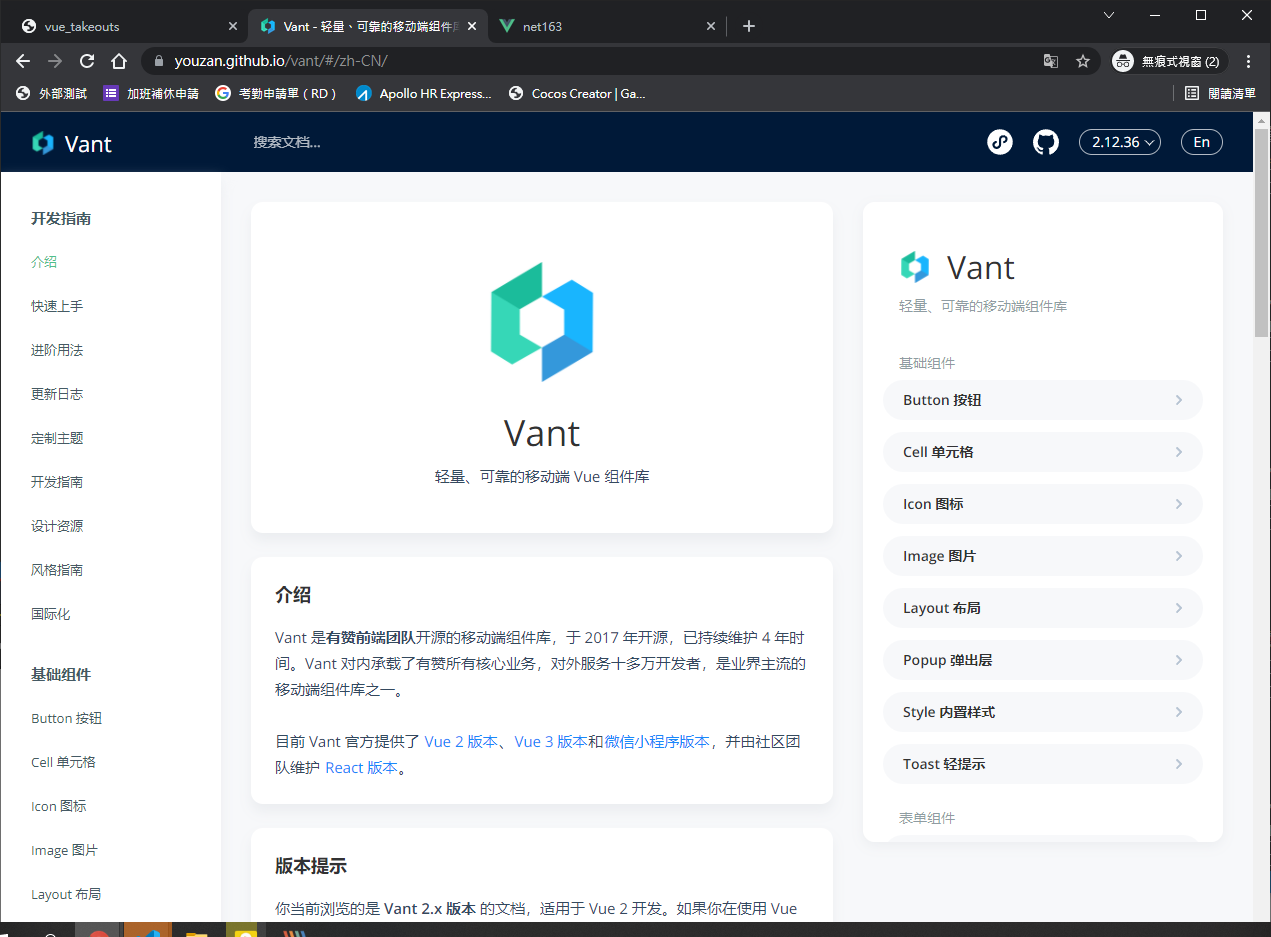 vue_takeouts
Vant - 轻量、可靠的移动端组件
net163
youzan.github.io/vant/#/zh-CN/
無痕式視窗 (2)
外部測試
加班補休申請
考勤申請單 ( RD )
Apollo HR Express...
Cocos Creator | Ga...
閱讀清單
Vant
搜索文档...
2.12.36
En
开发指南
介绍
快速上手
进阶用法
更新日志
定制主题
开发指南
设计资源
风格指南
国际化
基础组件
Button 按钮
Cell 单元格
Icon 图标
Image 图片
Layout 布局
Vant
轻量、可靠的移动端 Vue 组件库
介绍
Vant 是有赞前端团队开源的移动端组件库，于 2017 年开源，已持续维护 4 年时
间。Vant 对内承载了有赞所有核心业务，对外服务十多万开发者，是业界主流的
移动端组件库之一。
目前 Vant 官方提供了 Vue 2 版本、Vue 3 版本和微信小程序版本，并由社区团
队维护 React 版本。
版本提示
你当前浏览的是 Vant 2.x 版本 的文档，适用于 Vue 2 开发。如果你在使用 Vue
Vant
轻量、可靠的移动端组件库
基础组件
Button 按钮
Cell 单元格
Icon 图标
Image 图片
Layout 布局
Popup 弹出层
Style 内置样式
Toast 轻提示
表单组件